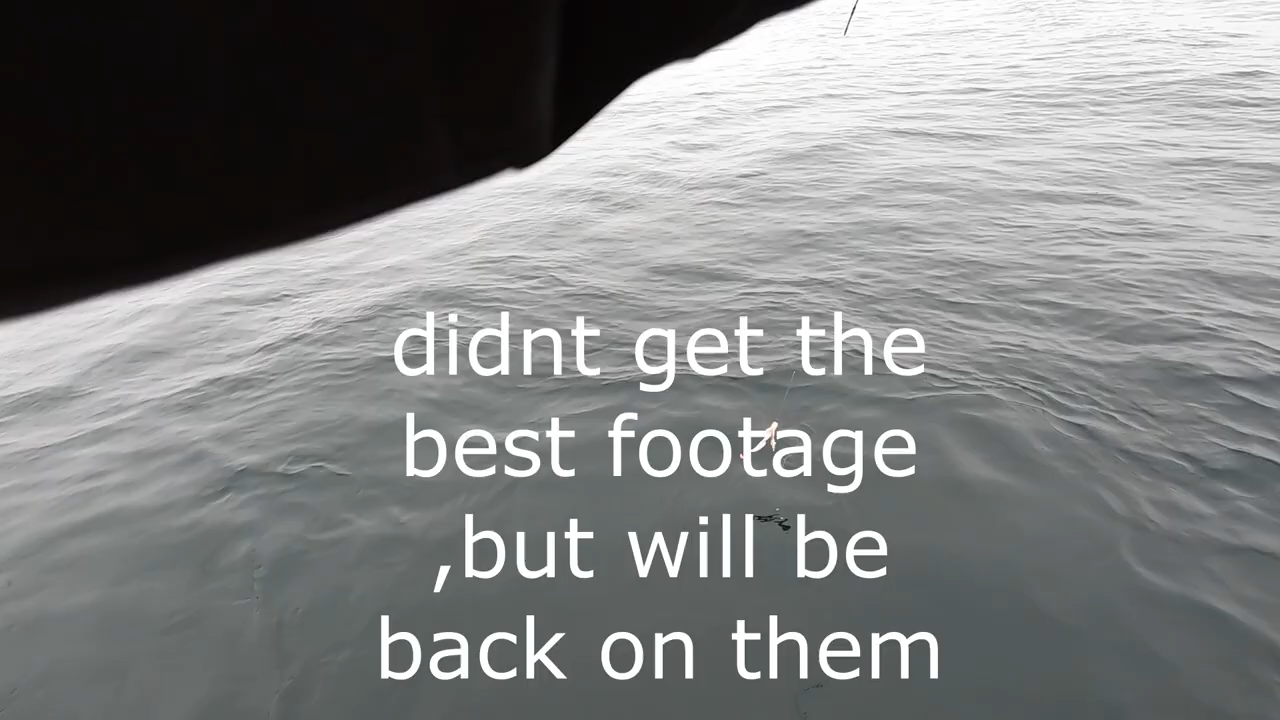 didnt get the
best footage
,but will be
back on them